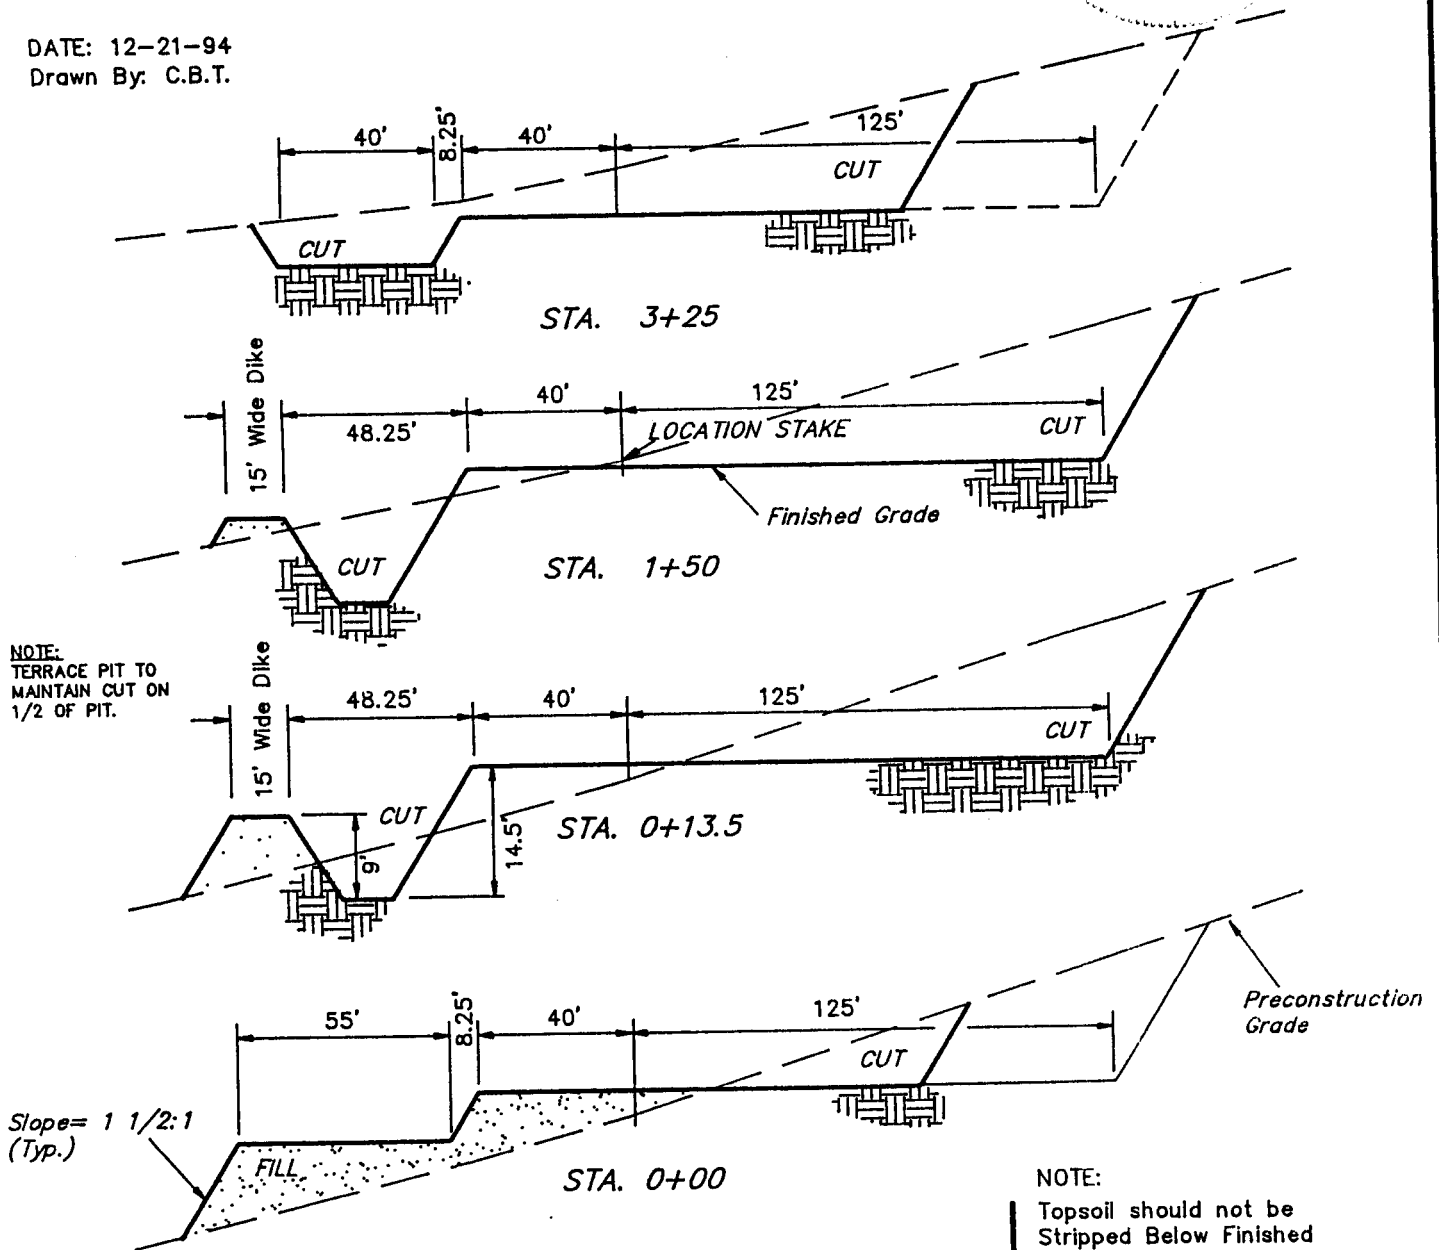 DATE: 12-21-94
Drawn By: C.B.T.
40'
8.25'
40'
125'
CUT
CUT
STA. 3+25
15' Wide Dike
48.25'
40'
125'
LOCATION STAKE
CUT
Finished Grade
CUT
STA. 1+50
NOTE:
TERRACE PIT TO
MAINTAIN CUT ON
1/2 OF PIT.
15' Wide Dike
48.25'
40'
125'
CUT
CUT
9'
14.5'
STA. 0+13.5
55'
8.25'
40'
125'
CUT
Preconstruction
Grade
Slope= 1 1/2:1
(Typ.)
FILL
STA. 0+00
NOTE:
Topsoil should not be
Stripped Below Finished